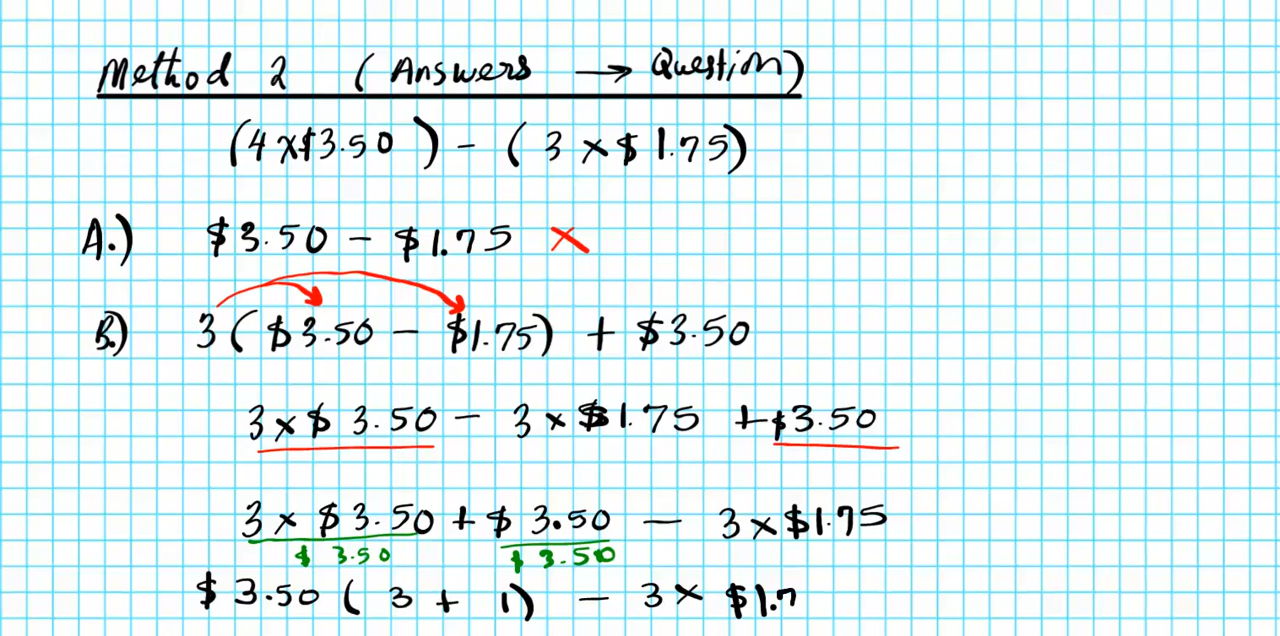 Method 2 (Answers → Question)
(4 x $3.50) - (3 x $1.75)
A.) $3.50 - $1.75 ×
B.) 3($3.50 - $1.75) + $3.50
3 x $3.50 - 3 x $1.75 + $3.50
3 x $3.50 + $3.50 - 3 x $1.75
$3.50 $3.50
$3.50 (3 + 1) - 3 x $1.7